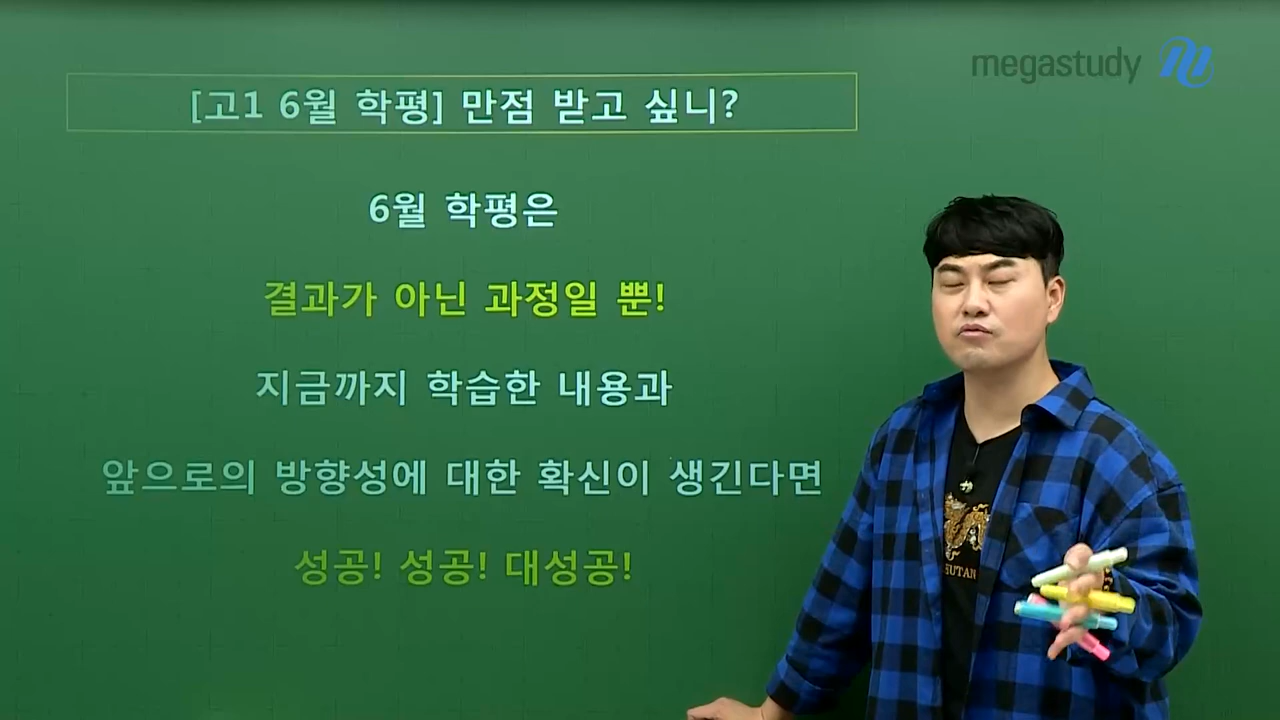 megastudy
[고1 6월 학평] 만점 받고 싶니?
6월 학평은
결과가 아닌 과정일 뿐!
지금까지 학습한 내용과
앞으로의 방향성에 대한 확신이 생긴다면
성공! 성공! 대성공!